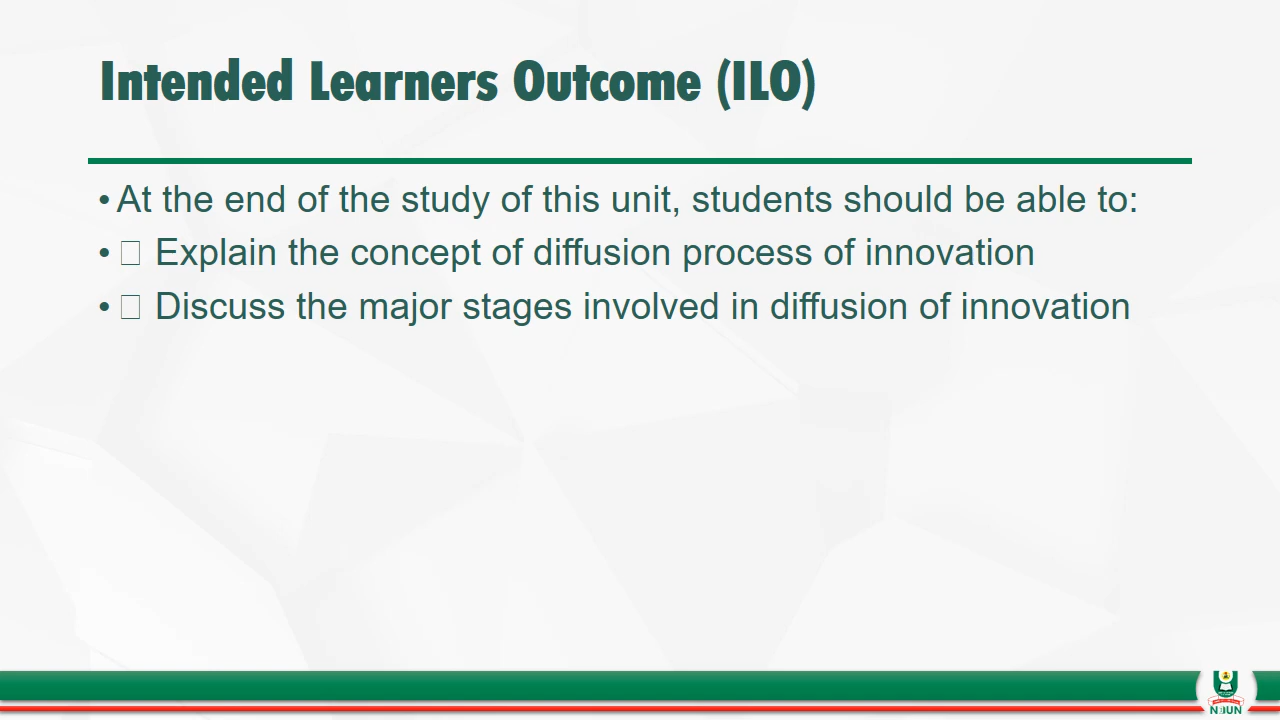 Intended Learners Outcome (ILO)
• At the end of the study of this unit, students should be able to:
• □ Explain the concept of diffusion process of innovation
• □ Discuss the major stages involved in diffusion of innovation
NOUN